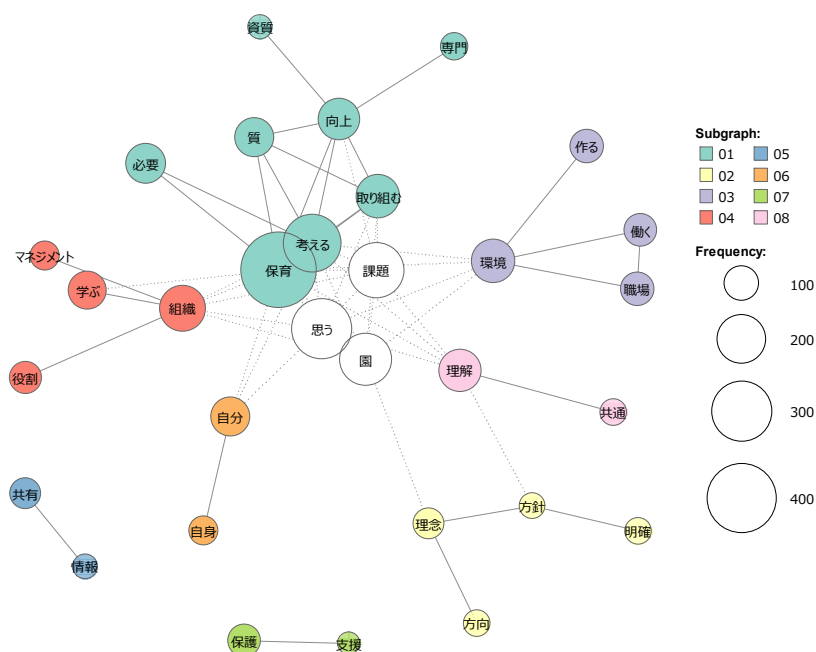 資質
専門
向上
質
作る
必要
取り組む
働く
考える
マネジメント
環境
保育
課題
学ぶ
職場
組織
思う
園
役割
理解
自分
共通
共有
方針
理念
自身
明確
情報
方向
保護
支援
Subgraph:
01 05
02 06
03 07
04 08
Frequency:
100
200
300
400